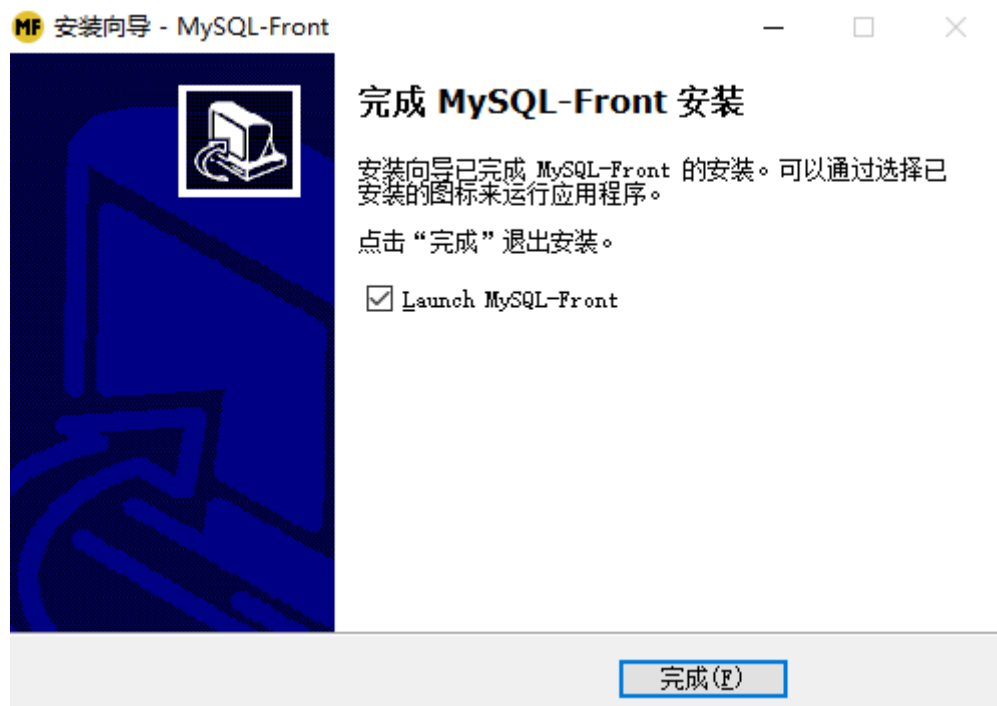 MF 安装向导 - MySQL-Front
完成 MySQL-Front 安装
安装向导已完成 MySQL-Front 的安装。可以通过选择已
安装的图标来运行应用程序。
点击“完成”退出安装。
Launch MySQL-Front
完成(F)